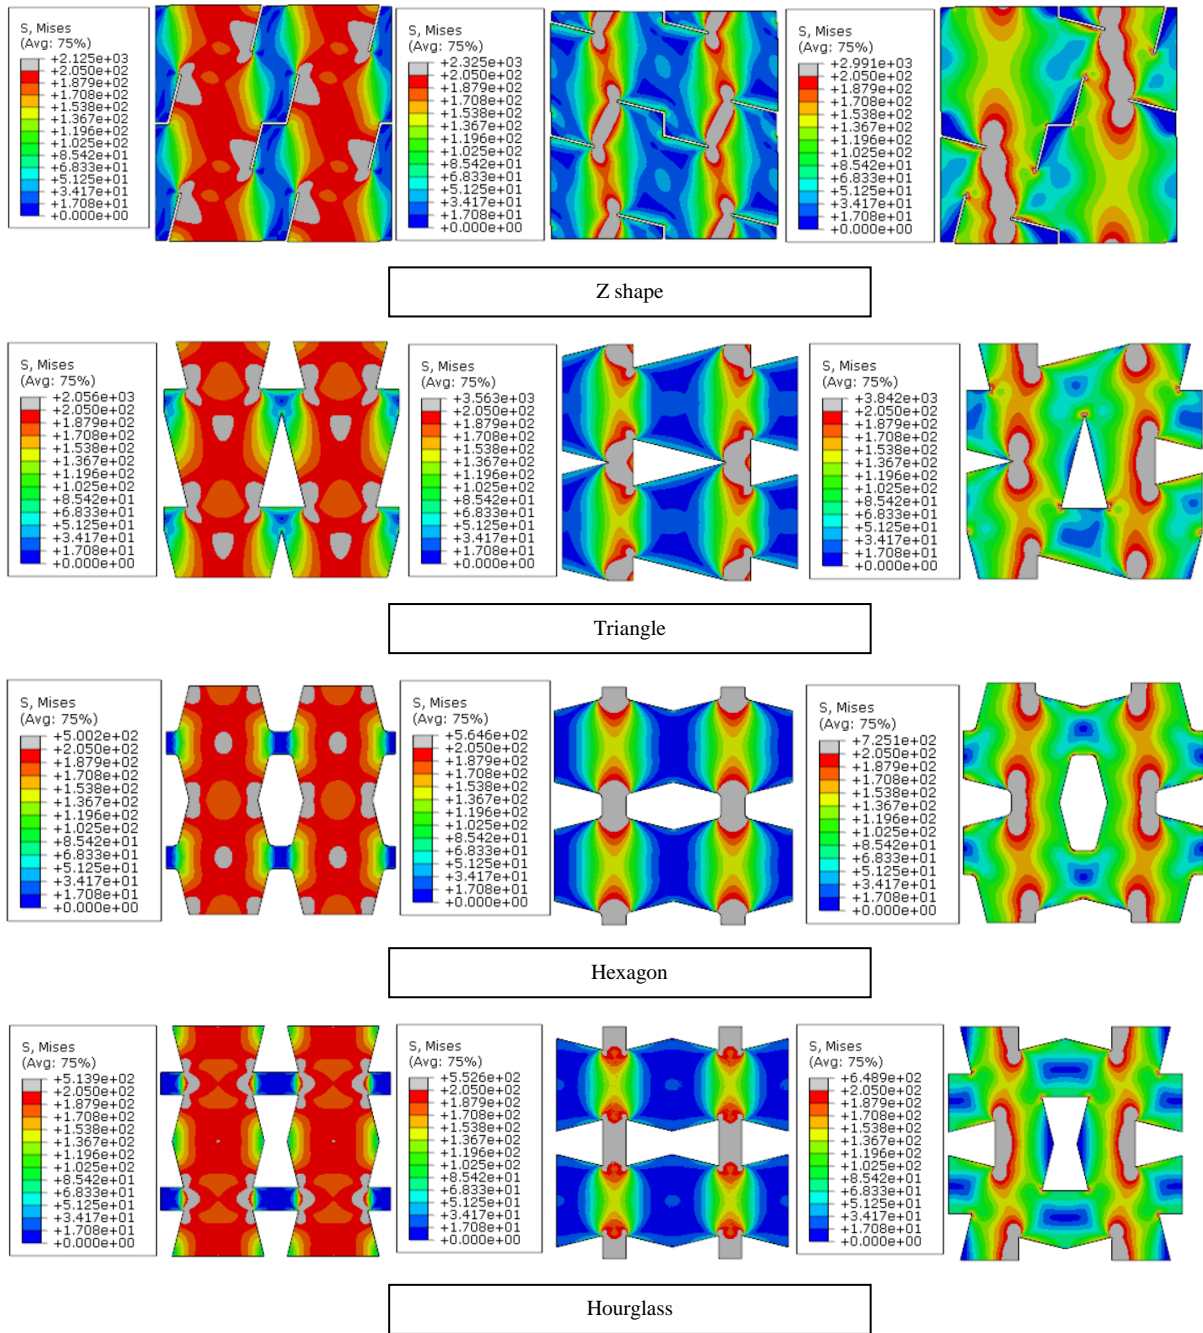 S, Mises
(Avg: 75%)
+2.125e+03
+2.050e+02
+1.879e+02
+1.708e+02
+1.538e+02
+1.367e+02
+1.196e+02
+1.025e+02
+8.542e+01
+6.833e+01
+5.125e+01
+3.417e+01
+1.708e+01
+0.000e+00
S, Mises
(Avg: 75%)
+2.325e+03
+2.050e+02
+1.879e+02
+1.708e+02
+1.538e+02
+1.367e+02
+1.196e+02
+1.025e+02
+8.542e+01
+6.833e+01
+5.125e+01
+3.417e+01
+1.708e+01
+0.000e+00
S, Mises
(Avg: 75%)
+2.991e+03
+2.050e+02
+1.879e+02
+1.708e+02
+1.538e+02
+1.367e+02
+1.196e+02
+1.025e+02
+8.542e+01
+6.833e+01
+5.125e+01
+3.417e+01
+1.708e+01
+0.000e+00
Z shape
S, Mises
(Avg: 75%)
+2.056e+03
+2.050e+02
+1.879e+02
+1.708e+02
+1.538e+02
+1.367e+02
+1.196e+02
+1.025e+02
+8.542e+01
+6.833e+01
+5.125e+01
+3.417e+01
+1.708e+01
+0.000e+00
S, Mises
(Avg: 75%)
+3.563e+03
+2.050e+02
+1.879e+02
+1.708e+02
+1.538e+02
+1.367e+02
+1.196e+02
+1.025e+02
+8.542e+01
+6.833e+01
+5.125e+01
+3.417e+01
+1.708e+01
+0.000e+00
S, Mises
(Avg: 75%)
+3.842e+03
+2.050e+02
+1.879e+02
+1.708e+02
+1.538e+02
+1.367e+02
+1.196e+02
+1.025e+02
+8.542e+01
+6.833e+01
+5.125e+01
+3.417e+01
+1.708e+01
+0.000e+00
Triangle
S, Mises
(Avg: 75%)
+5.002e+02
+2.050e+02
+1.879e+02
+1.708e+02
+1.538e+02
+1.367e+02
+1.196e+02
+1.025e+02
+8.542e+01
+6.833e+01
+5.125e+01
+3.417e+01
+1.708e+01
+0.000e+00
S, Mises
(Avg: 75%)
+5.646e+02
+2.050e+02
+1.879e+02
+1.708e+02
+1.538e+02
+1.367e+02
+1.196e+02
+1.025e+02
+8.542e+01
+6.833e+01
+5.125e+01
+3.417e+01
+1.708e+01
+0.000e+00
S, Mises
(Avg: 75%)
+7.251e+02
+2.050e+02
+1.879e+02
+1.708e+02
+1.538e+02
+1.367e+02
+1.196e+02
+1.025e+02
+8.542e+01
+6.833e+01
+5.125e+01
+3.417e+01
+1.708e+01
+0.000e+00
Hexagon
S, Mises
(Avg: 75%)
+5.139e+02
+2.050e+02
+1.879e+02
+1.708e+02
+1.538e+02
+1.367e+02
+1.196e+02
+1.025e+02
+8.542e+01
+6.833e+01
+5.125e+01
+3.417e+01
+1.708e+01
+0.000e+00
S, Mises
(Avg: 75%)
+5.526e+02
+2.050e+02
+1.879e+02
+1.708e+02
+1.538e+02
+1.367e+02
+1.196e+02
+1.025e+02
+8.542e+01
+6.833e+01
+5.125e+01
+3.417e+01
+1.708e+01
+0.000e+00
S, Mises
(Avg: 75%)
+6.489e+02
+2.050e+02
+1.879e+02
+1.708e+02
+1.538e+02
+1.367e+02
+1.196e+02
+1.025e+02
+8.542e+01
+6.833e+01
+5.125e+01
+3.417e+01
+1.708e+01
+0.000e+00
Hourglass